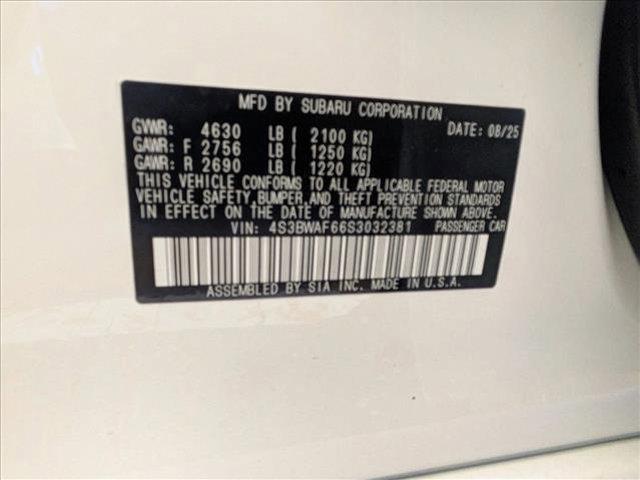 MFD BY SUBARU CORPORATION
GVWR: 4630 LB ( 2100 KG) DATE: 08/25
GAWR: F 2756 LB ( 1250 KG)
GAWR: R 2690 LB ( 1220 KG)
THIS VEHICLE CONFORMS TO ALL APPLICABLE FEDERAL MOTOR
VEHICLE SAFETY, BUMPER, AND THEFT PREVENTION STANDARDS
IN EFFECT ON THE DATE OF MANUFACTURE SHOWN ABOVE.
VIN: 4S3BWAF66S3032381 PASSENGER CAR
ASSEMBLED BY SIA INC. MADE IN U.S.A.